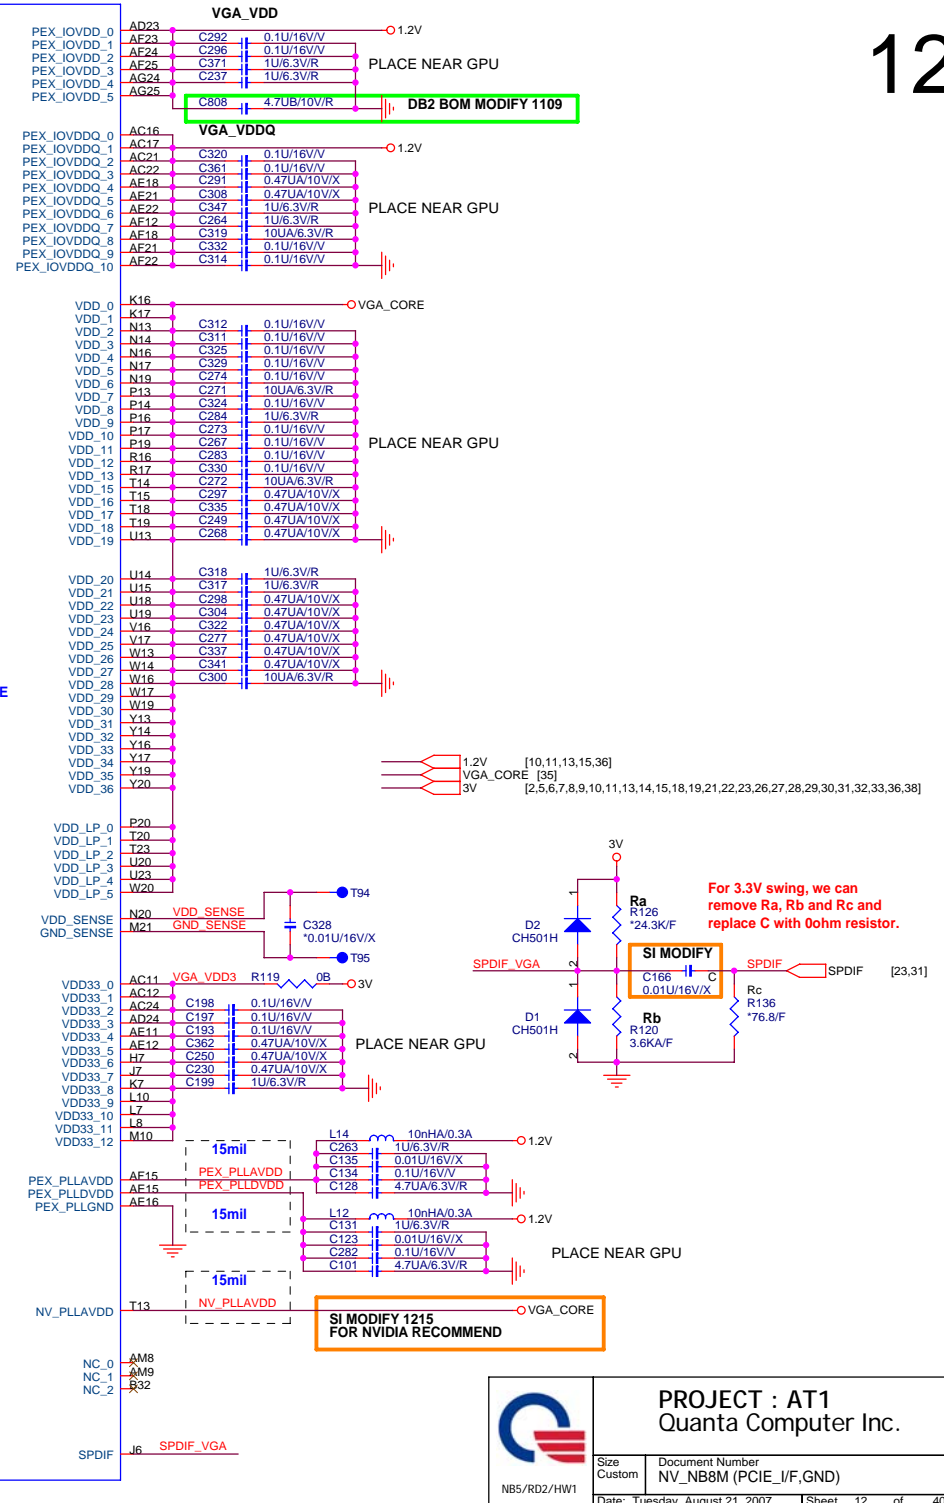 VGA_VDD
12
PEX_IOVDD_0 AD23 1.2V
PEX_IOVDD_1 AF23 C292 0.1U/16V/V
PEX_IOVDD_2 AF24 C296 0.1U/16V/V
PEX_IOVDD_3 AF25 C371 1U/6.3V/R PLACE NEAR GPU
PEX_IOVDD_4 AG24 C237 1U/6.3V/R
PEX_IOVDD_5 AG25
C808 4.7UB/10V/R DB2 BOM MODIFY 1109
VGA_VDDQ
PEX_IOVDDQ_0 AC16
PEX_IOVDDQ_1 AC17 1.2V
PEX_IOVDDQ_2 AC21 C320 0.1U/16V/V
PEX_IOVDDQ_3 AC22 C361 0.1U/16V/V
PEX_IOVDDQ_4 AE18 C291 0.47UA/10V/X
PEX_IOVDDQ_5 AE21 C308 0.47UA/10V/X
PEX_IOVDDQ_6 AE22 C347 1U/6.3V/R PLACE NEAR GPU
PEX_IOVDDQ_7 AF12 C264 1U/6.3V/R
PEX_IOVDDQ_8 AF18 C319 10UA/6.3V/R
PEX_IOVDDQ_9 AF21 C332 0.1U/16V/V
PEX_IOVDDQ_10 AF22 C314 0.1U/16V/V
VDD_0 K16 VGA_CORE
VDD_1 K17
VDD_2 N13 C312 0.1U/16V/V
VDD_3 N14 C311 0.1U/16V/V
VDD_4 N16 C325 0.1U/16V/V
VDD_5 N17 C329 0.1U/16V/V
VDD_6 N19 C274 0.1U/16V/V
VDD_7 P13 C271 10UA/6.3V/R
VDD_8 P14 C324 0.1U/16V/V
VDD_9 P16 C284 1U/6.3V/R
VDD_10 P17 C273 0.1U/16V/V
VDD_11 P19 C267 0.1U/16V/V PLACE NEAR GPU
VDD_12 R16 C283 0.1U/16V/V
VDD_13 R17 C330 0.1U/16V/V
VDD_15 T14 C272 10UA/6.3V/R
VDD_16 T15 C297 0.47UA/10V/X
VDD_17 T18 C335 0.47UA/10V/X
VDD_18 T19 C249 0.47UA/10V/X
VDD_19 U13 C268 0.47UA/10V/X
VDD_20 U14 C318 1U/6.3V/R
VDD_21 U15 C317 1U/6.3V/R
VDD_22 U18 C298 0.47UA/10V/X
VDD_23 U19 C304 0.47UA/10V/X
VDD_24 V16 C322 0.47UA/10V/X
VDD_25 V17 C277 0.47UA/10V/X
VDD_26 W13 C337 0.47UA/10V/X
VDD_27 W14 C341 0.47UA/10V/X
VDD_28 W16 C300 10UA/6.3V/R
E
VDD_29 W17
VDD_30 W19
VDD_31 Y13
VDD_32 Y14
VDD_33 Y16
VDD_34 Y17 1.2V [10,11,13,15,36]
VDD_35 Y19 VGA_CORE [35]
VDD_36 Y20 3V [2,5,6,7,8,9,10,11,13,14,15,18,19,21,22,23,26,27,28,29,30,31,32,33,36,38]
VDD_LP_0 P20
VDD_LP_1 T20
VDD_LP_2 T23
VDD_LP_3 U20
VDD_LP_4 U23
VDD_LP_5 W20
VDD_SENSE N20 VDD_SENSE T94
GND_SENSE M21 GND_SENSE C328
*0.01U/16V/X
T95
3V
1
D2
CH501H
2
Ra
R126
*24.3K/F
For 3.3V swing, we can
remove Ra, Rb and Rc and
replace C with 0ohm resistor.
SI MODIFY
SPDIF_VGA C166 C SPDIF SPDIF [23,31]
0.01U/16V/X
1
D1
CH501H
2
Rb
R120
3.6KA/F
Rc
R136
*76.8/F
VDD33_0 AC11 VGA_VDD3 R119 0B 3V
VDD33_1 AC12
VDD33_2 AC24 C198 0.1U/16V/V
VDD33_3 AD24 C197 0.1U/16V/V
VDD33_4 AE11 C193 0.1U/16V/V
VDD33_5 AE12 C362 0.47U/10V/X PLACE NEAR GPU
VDD33_6 H7 C250 0.47U/10V/X
VDD33_7 J7 C230 0.47UA/10V/X
VDD33_8 K7 C199 1U/6.3V/R
VDD33_9 L10
VDD33_10 L7
VDD33_11 L8
VDD33_12 M10
15mil
L14 10nHA/0.3A 1.2V
C263 1U/6.3V/R
C135 0.01U/16V/X
PEX_PLLAVDD AF15 PEX_PLLAVDD C134 0.1U/16V/V
PEX_PLLDVDD AE15 PEX_PLLDVDD C128 4.7UA/6.3V/R
PEX_PLLGND AE16
15mil
L12 10nHA/0.3A 1.2V
C131 1U/6.3V/R
C123 0.01U/16V/X
C282 0.1U/16V/V PLACE NEAR GPU
C101 4.7UA/6.3V/R
15mil
NV_PLLAVDD T13 NV_PLLAVDD VGA_CORE
SI MODIFY 1215
FOR NVIDIA RECOMMEND
NC_0 AM8
NC_1 AM9
NC_2 B32
SPDIF J6 SPDIF_VGA
NB5/RD2/HW1
PROJECT : AT1
Quanta Computer Inc.
Size Document Number
Custom NV_NB8M (PCIE_I/F,GND)
Date: Tuesday, August 21, 2007 Sheet 12 of 40